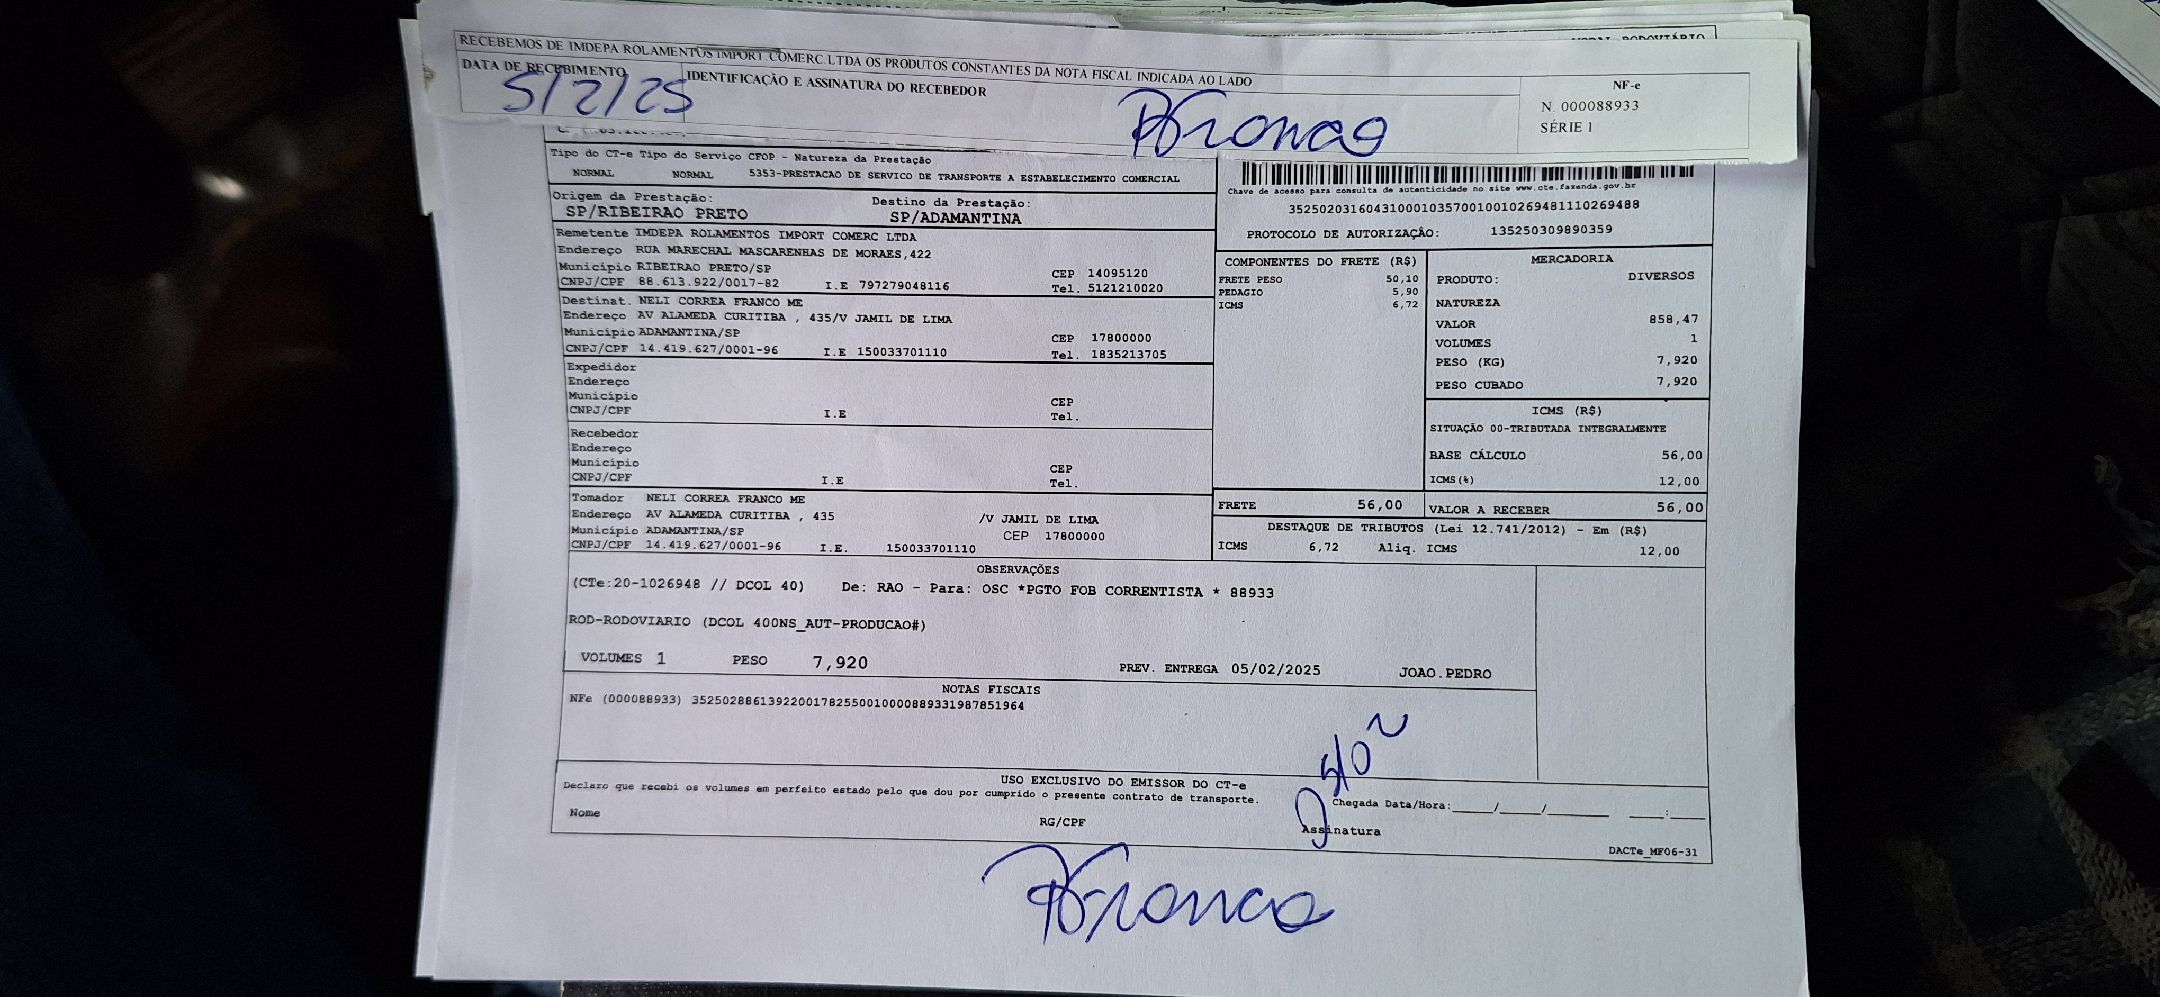 RECEBEMOS DE IMDEPA ROLAMENTOS IMPORT COMERC LTDA OS PRODUTOS CONSTANTES DA NOTA FISCAL INDICADA AO LADO
DATA DE RECEBIMENTO IDENTIFICAÇÃO E ASSINATURA DO RECEBEDOR
5/2/25
NF-e
N. 000088933
SÉRIE 1
Tipo do CT-e Tipo do Serviço CFOP - Natureza da Prestação
NORMAL NORMAL 5353-PRESTACAO DE SERVICO DE TRANSPORTE A ESTABELECIMENTO COMERCIAL
Origem da Prestação: Destino da Prestação:
SP/RIBEIRAO PRETO SP/ADAMANTINA
Chave de acesso para consulta de autenticidade no site www.cte.fazenda.gov.br
35250203160431000103570010010269481110269488
PROTOCOLO DE AUTORIZAÇÃO: 135250309890359
Remetente IMDEPA ROLAMENTOS IMPORT COMERC LTDA
Endereço RUA MARECHAL MASCARENHAS DE MORAES,422
Município RIBEIRAO PRETO/SP CEP 14095120
CNPJ/CPF 88.613.922/0017-82 I.E 797279048116 Tel. 5121210020
Destinat. NELI CORREA FRANCO ME
Endereço AV ALAMEDA CURITIBA , 435/V JAMIL DE LIMA
Município ADAMANTINA/SP CEP 17800000
CNPJ/CPF 14.419.627/0001-96 I.E 150033701110 Tel. 1835213705
Expedidor
Endereço
Município CEP
CNPJ/CPF I.E Tel.
Recebedor
Endereço
Município CEP
CNPJ/CPF I.E Tel.
Tomador NELI CORREA FRANCO ME
Endereço AV ALAMEDA CURITIBA , 435 /V JAMIL DE LIMA
Município ADAMANTINA/SP CEP 17800000
CNPJ/CPF 14.419.627/0001-96 I.E. 150033701110
COMPONENTES DO FRETE (R$)
FRETE PESO 50,10
PEDAGIO 5,90
ICMS 6,72
MERCADORIA
PRODUTO: DIVERSOS
NATUREZA
VALOR 858,47
VOLUMES 1
PESO (KG) 7,920
PESO CUBADO 7,920
ICMS (R$)
SITUAÇÃO 00-TRIBUTADA INTEGRALMENTE
BASE CÁLCULO 56,00
ICMS(%) 12,00
FRETE 56,00 VALOR A RECEBER 56,00
DESTAQUE DE TRIBUTOS (Lei 12.741/2012) - Em (R$)
ICMS 6,72 Aliq. ICMS 12,00
OBSERVAÇÕES
(CTe:20-1026948 // DCOL 40) De: RAO - Para: OSC *PGTO FOB CORRENTISTA * 88933
ROD-RODOVIARIO (DCOL 400NS_AUT-PRODUCAO#)
VOLUMES 1 PESO 7,920 PREV. ENTREGA 05/02/2025 JOAO.PEDRO
NOTAS FISCAIS
NFe (000088933) 35250288613922001782550010000889331987851964
USO EXCLUSIVO DO EMISSOR DO CT-e
Declaro que recebi os volumes em perfeito estado pelo que dou por cumprido o presente contrato de transporte.
Chegada Data/Hora:____/____/______ ___:___
Nome RG/CPF Assinatura
DACTe_MF06-31